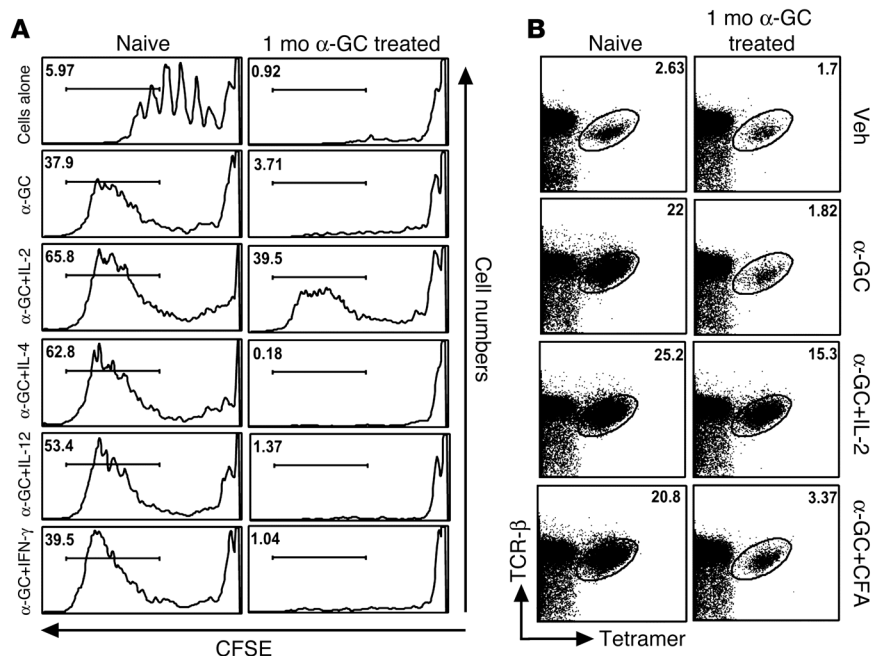 A
Naive
1 mo α-GC treated
Cells alone
5.97
0.92
α-GC
37.9
3.71
α-GC+IL-2
65.8
39.5
α-GC+IL-4
62.8
0.18
α-GC+IL-12
53.4
1.37
α-GC+IFN-γ
39.5
1.04
Cell numbers
CFSE
B
Naive
1 mo α-GC
treated
2.63
1.7
Veh
22
1.82
α-GC
25.2
15.3
α-GC+IL-2
20.8
3.37
α-GC+CFA
TCR-β
Tetramer